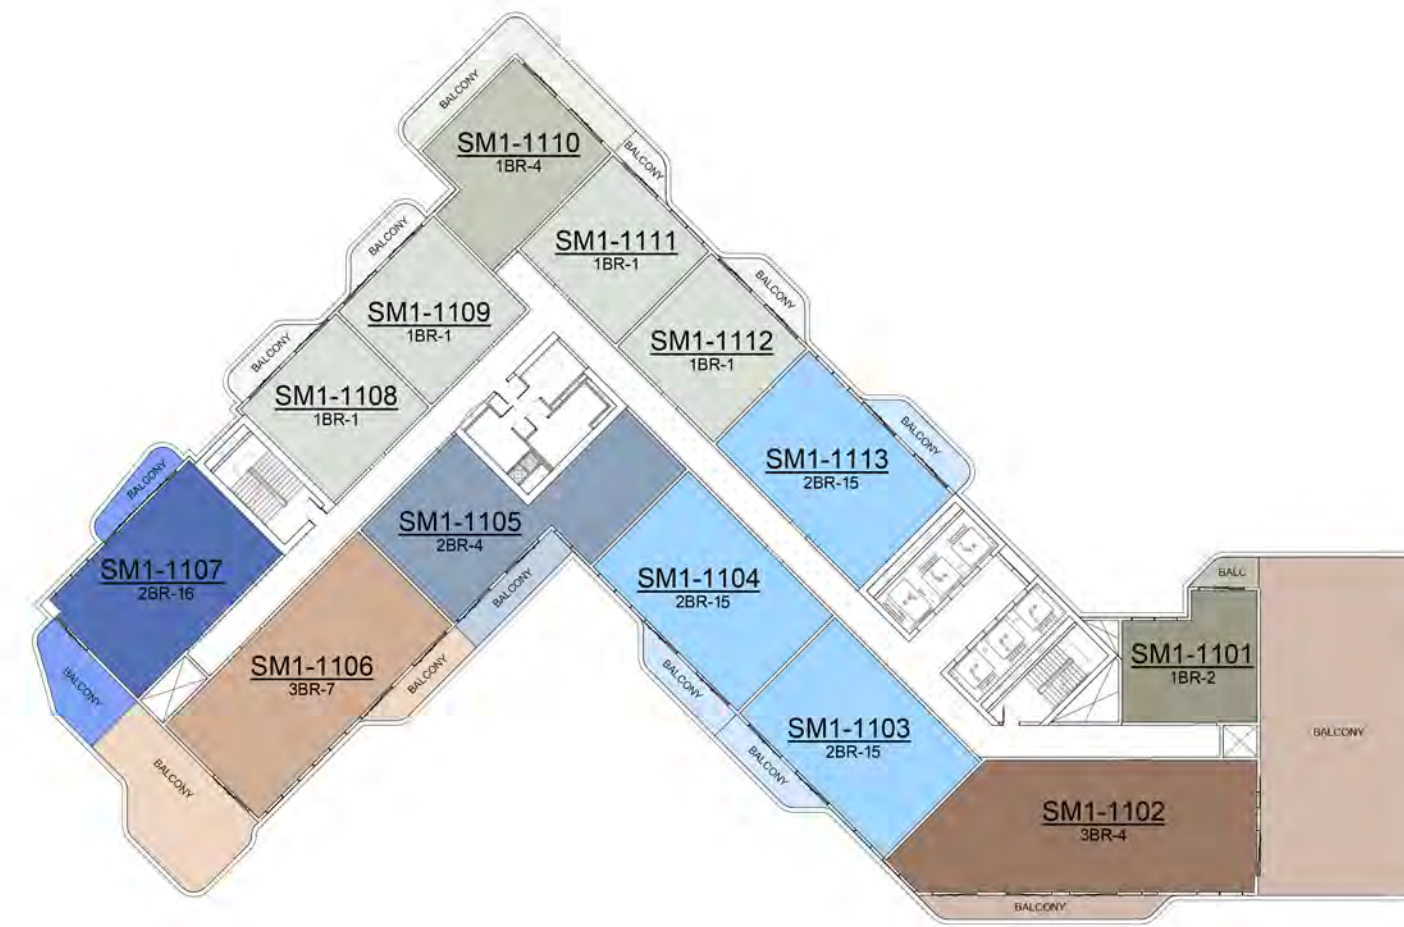 BALCONY
SM1-1110
1BR-4
BALCONY
BALCONY
SM1-1111
1BR-1
BALCONY
SM1-1109
1BR-1
BALCONY
SM1-1112
1BR-1
SM1-1108
1BR-1
BALCONY
SM1-1113
2BR-15
BALCONY
SM1-1105
2BR-4
SM1-1107
2BR-16
BALCONY
SM1-1104
2BR-15
BALC
SM1-1101
1BR-2
SM1-1106
3BR-7
BALCONY
BALCONY
BALCONY
SM1-1103
2BR-15
BALCONY
BALCONY
BALCONY
SM1-1102
3BR-4
BALCONY